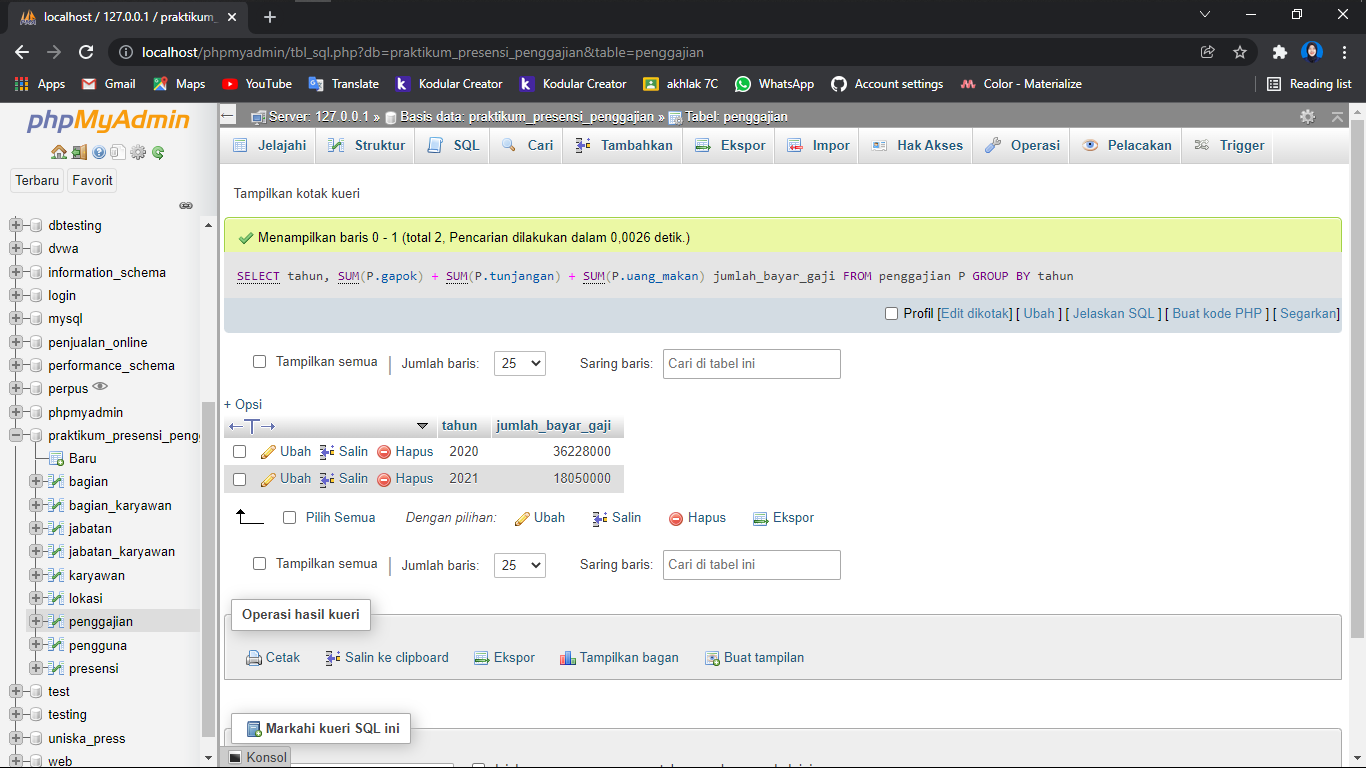 localhost / 127.0.0.1 / praktikum_
localhost/phpmyadmin/tbl_sql.php?db=praktikum_presensi_penggajian&table=penggajian
Apps Gmail Maps YouTube Translate Kodular Creator Kodular Creator akhlak 7C WhatsApp Account settings Color - Materialize Reading list
phpMyAdmin
Terbaru Favorit
dbtesting
dvwa
information_schema
login
mysql
penjualan_online
performance_schema
perpus
phpmyadmin
praktikum_presensi_peng
Baru
bagian
bagian_karyawan
jabatan
jabatan_karyawan
karyawan
lokasi
penggajian
pengguna
presensi
test
testing
uniska_press
web
Server: 127.0.0.1 » Basis data: praktikum_presensi_penggajian » Tabel: penggajian
Jelajahi Struktur SQL Cari Tambahkan Ekspor Impor Hak Akses Operasi Pelacakan Trigger
Tampilkan kotak kueri
Menampilkan baris 0 - 1 (total 2, Pencarian dilakukan dalam 0,0026 detik.)
SELECT tahun, SUM(P.gapok) + SUM(P.tunjangan) + SUM(P.uang_makan) jumlah_bayar_gaji FROM penggajian P GROUP BY tahun
Profil [Edit dikotak] [ Ubah ] [ Jelaskan SQL ] [ Buat kode PHP ] [ Segarkan]
Tampilkan semua | Jumlah baris: 25 Saring baris: Cari di tabel ini
+ Opsi
←T→ tahun jumlah_bayar_gaji
Ubah Salin Hapus 2020 36228000
Ubah Salin Hapus 2021 18050000
Pilih Semua Dengan pilihan: Ubah Salin Hapus Ekspor
Tampilkan semua | Jumlah baris: 25 Saring baris: Cari di tabel ini
Operasi hasil kueri
Cetak Salin ke clipboard Ekspor Tampilkan bagan Buat tampilan
Markahi kueri SQL ini
Konsol